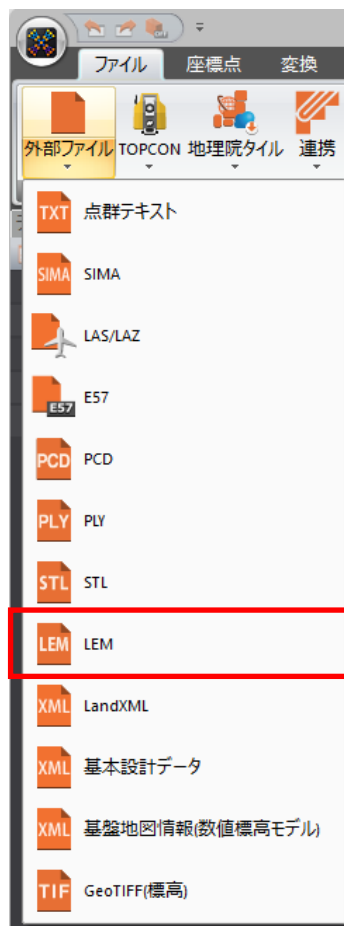 OFF
ファイル 座標点 変換
外部ファイル TOPCON 地理院タイル 連携
TXT 点群テキスト
SIMA SIMA
LAS/LAZ
E57 E57
PCD PCD
PLY PLY
STL STL
LEM LEM
XML LandXML
XML 基本設計データ
XML 基盤地図情報(数値標高モデル)
TIF GeoTIFF(標高)